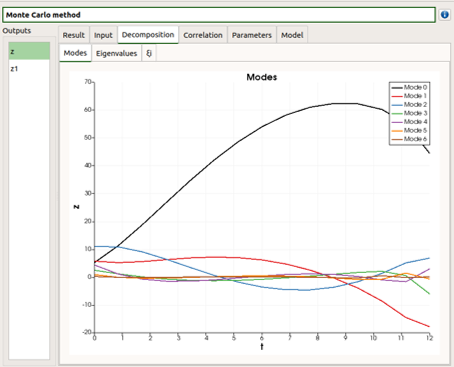 Monte Carlo method
Outputs
z
z1
Result Input Decomposition Correlation Parameters Model
Modes Eigenvalues ξi
Modes
Mode 0
Mode 1
Mode 2
Mode 3
Mode 4
Mode 5
Mode 6
70
60
50
40
30
20
10
0
-10
-20
z
0 1 2 3 4 5 6 7 8 9 10 11 12
t